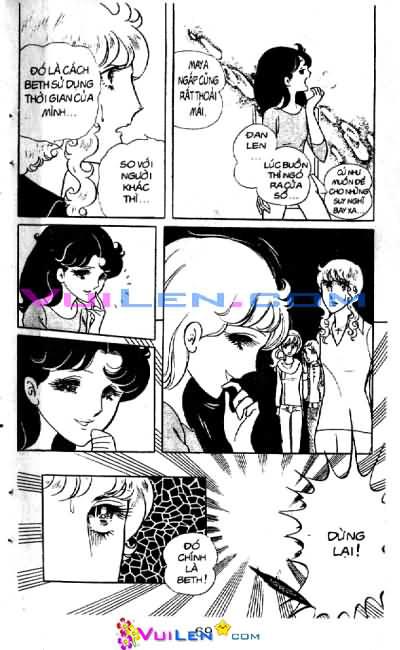 ĐÓ LÀ CÁCH
BETH SỬ DỤNG
THỜI GIAN CỦA
MÌNH...
SO VỚI
NGƯỜI
KHÁC
THÌ...
MAYA
NGÁP CŨNG
RẤT THOẢI
MÁI.
ĐAN
LEN...
LÚC BUỒN
THÌ NGÓ
RA CỬA
SỔ...
CỨ NHƯ
MUỐN ĐỂ
CHO NHỮNG
SUY NGHĨ
BAY XA...
VUILEN.COM
DỪNG
LẠI!
ĐÓ
CHÍNH
LÀ
BETH!
69
VUILEN.COM